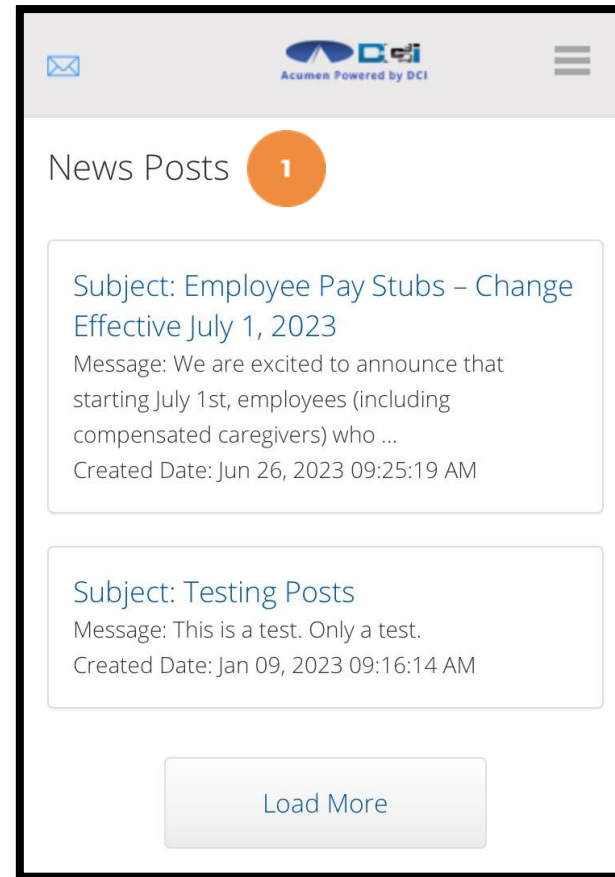 DCi
Acumen Powered by DCI
News Posts 1
Subject: Employee Pay Stubs – Change
Effective July 1, 2023
Message: We are excited to announce that
starting July 1st, employees (including
compensated caregivers) who ...
Created Date: Jun 26, 2023 09:25:19 AM
Subject: Testing Posts
Message: This is a test. Only a test.
Created Date: Jan 09, 2023 09:16:14 AM
Load More